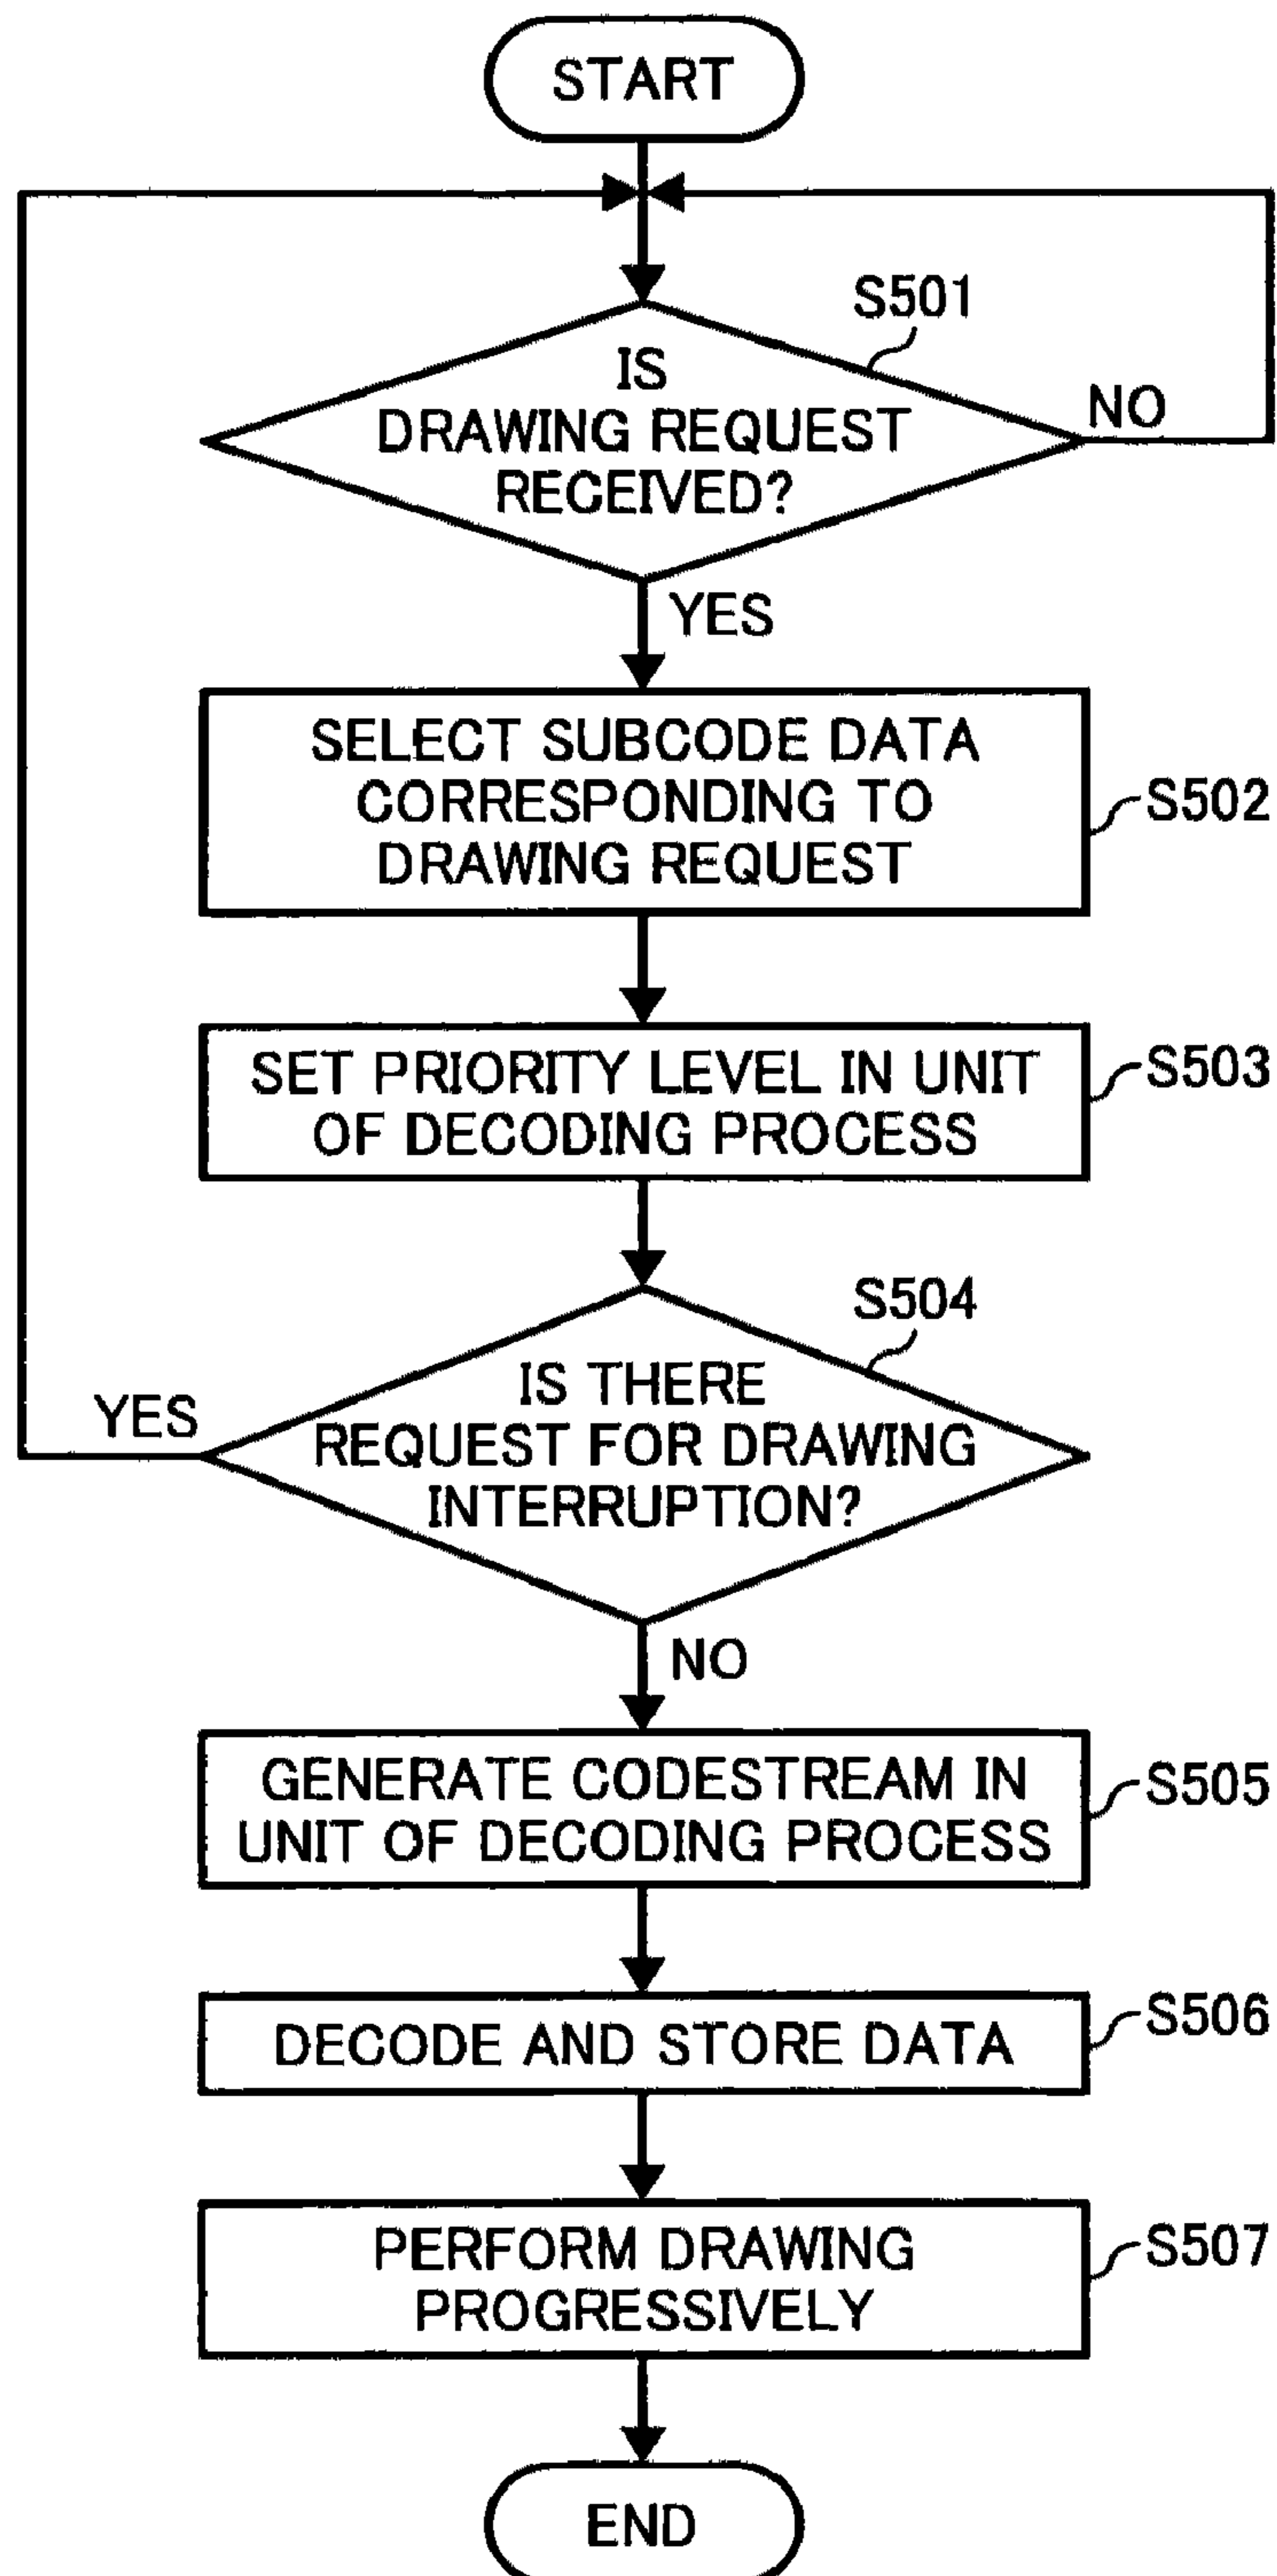 START
S501
IS
DRAWING REQUEST
RECEIVED?
NO
YES
SELECT SUBCODE DATA
CORRESPONDING TO
DRAWING REQUEST
S502
SET PRIORITY LEVEL IN UNIT
OF DECODING PROCESS
S503
S504
IS THERE
REQUEST FOR DRAWING
INTERRUPTION?
YES
NO
GENERATE CODESTREAM IN
UNIT OF DECODING PROCESS
S505
DECODE AND STORE DATA
S506
PERFORM DRAWING
PROGRESSIVELY
S507
END